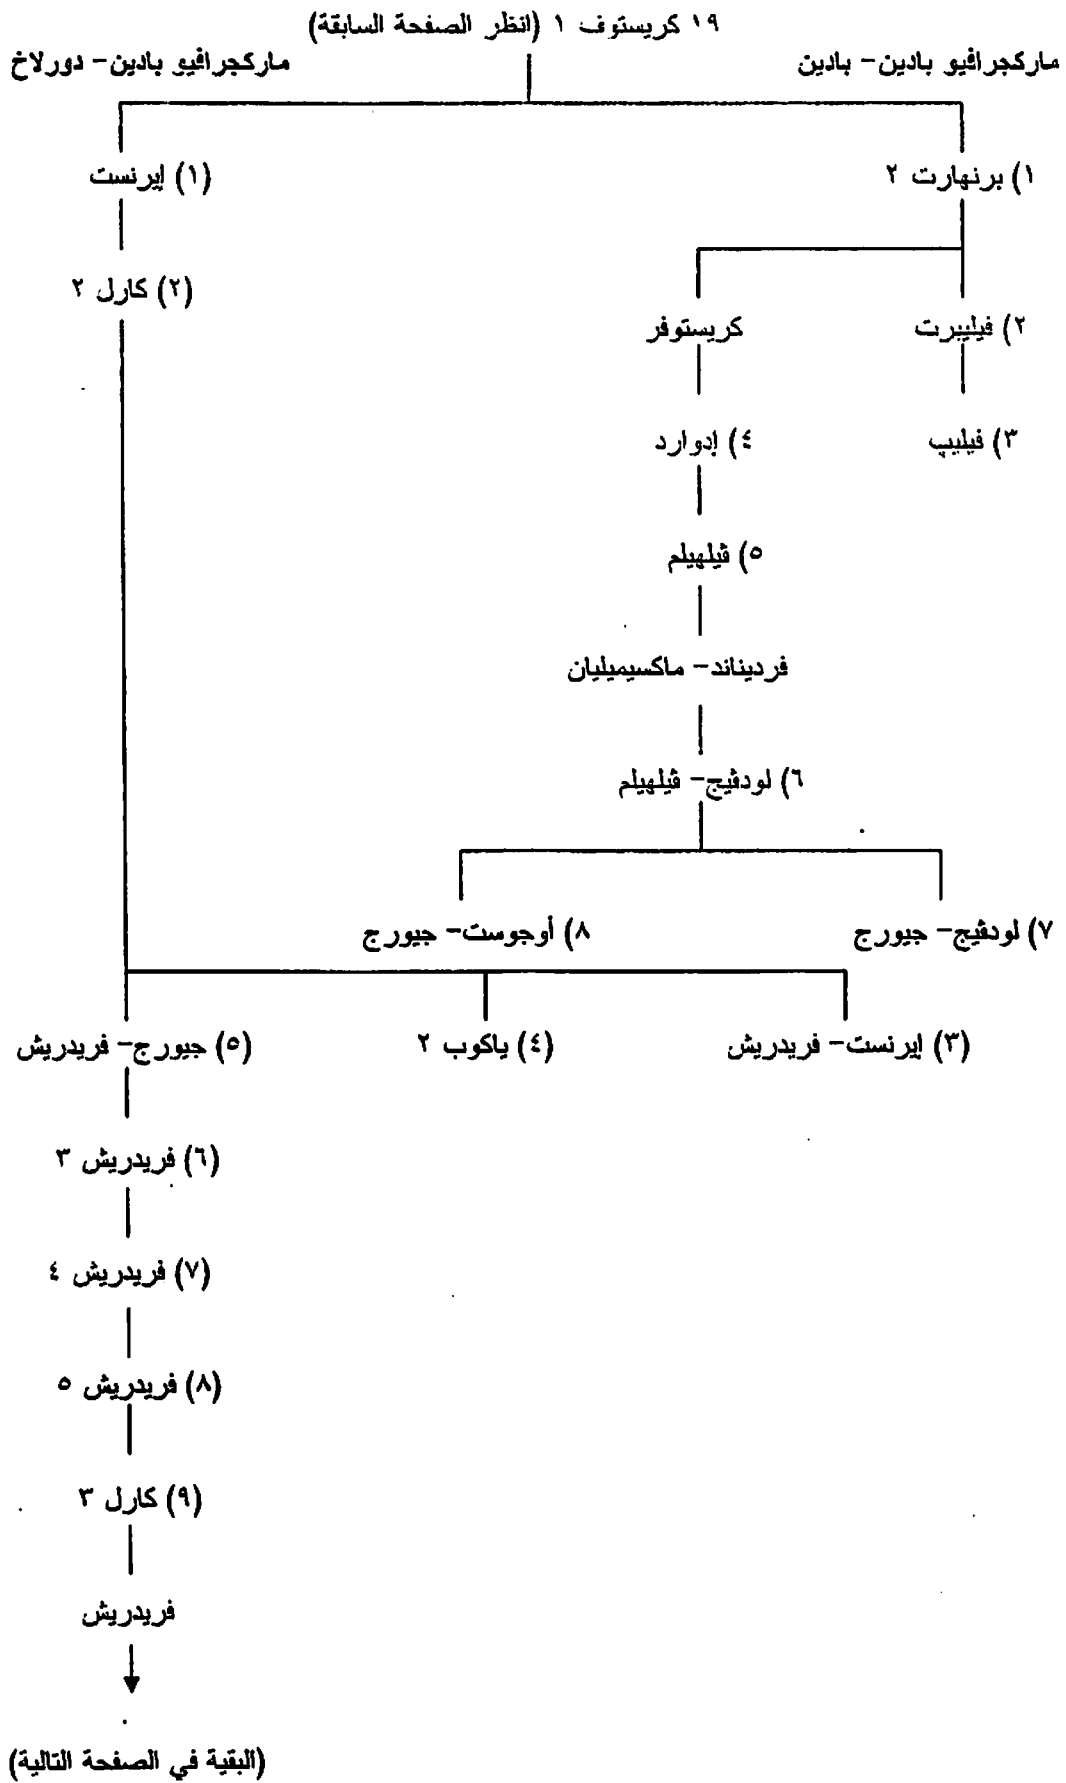 ١٩ كريستوف ١ (انظر الصفحة السابقة)
ماركجرافيو بادين- بادين
ماركجرافيو بادين- دورلاخ
١) برنهارت ٢
(١) إيرنست
(٢) كارل ٢
٢) فيليبرت
كريستوفر
٣) فيليپ
٤) إدوارد
٥) ڤيلهيلم
فرديناند- ماكسيميليان
٦) لودڤيج- ڤيلهيلم
٧) لودڤيج- جيورج
٨) أوجوست- جيورج
(٣) إيرنست- فريدريش
(٤) ياكوب ٢
(٥) جيورج- فريدريش
(٦) فريدريش ٣
(٧) فريدريش ٤
(٨) فريدريش ٥
(٩) كارل ٣
فريدريش
(البقية في الصفحة التالية)